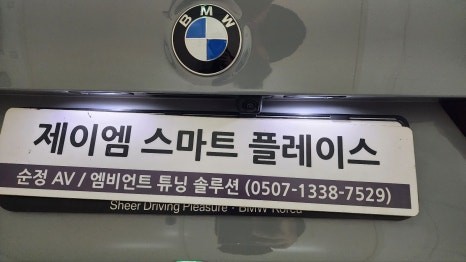 BMW
제이엠 스마트 플레이스
순정 AV / 엠비언트 튜닝 솔루션 (0507-1338-7529)
Sheer Driving Pleasure · BMW Korea